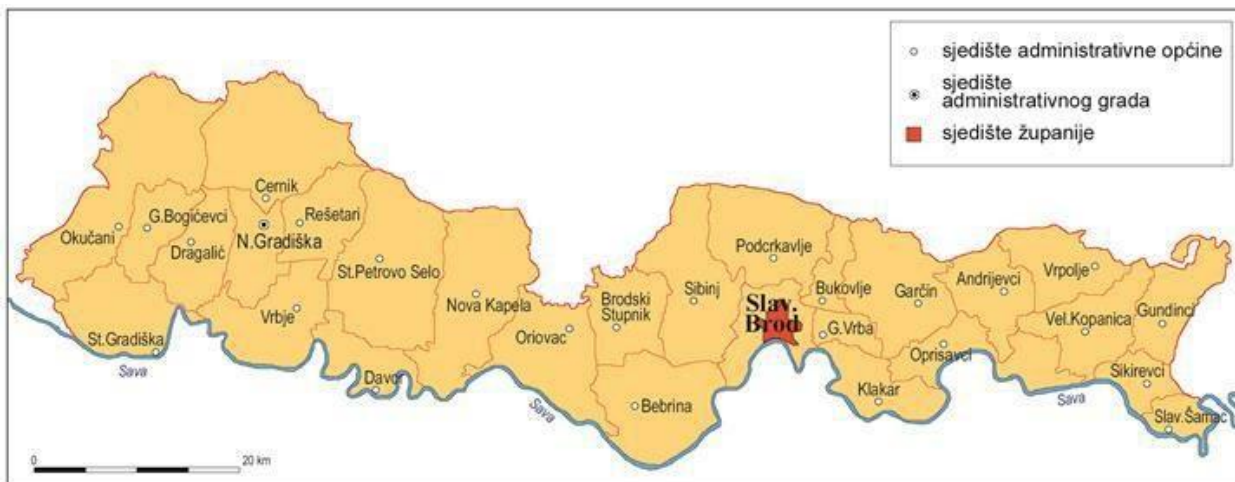 sjedište administrativne općine
sjedište
administrativnog grada
sjedište županije
Cernik
G.Bogićevci
Rešetari
Okučani
Dragalić
N.Gradiška
St.Petrovo Selo
Nova Kapela
Vrbje
St.Gradiška
Sava
Davor
Oriovac
Sava
Brodski
Stupnik
Sibinj
Bebrina
Podcrkavlje
Slav.
Brod
Bukovlje
G.Vrba
Garčin
Klakar
Oprisavci
Andrijevci
Vrpolje
Vel.Kopanica
Gundinci
Sikirevci
Sava
Slav.Šamac
0
20 km